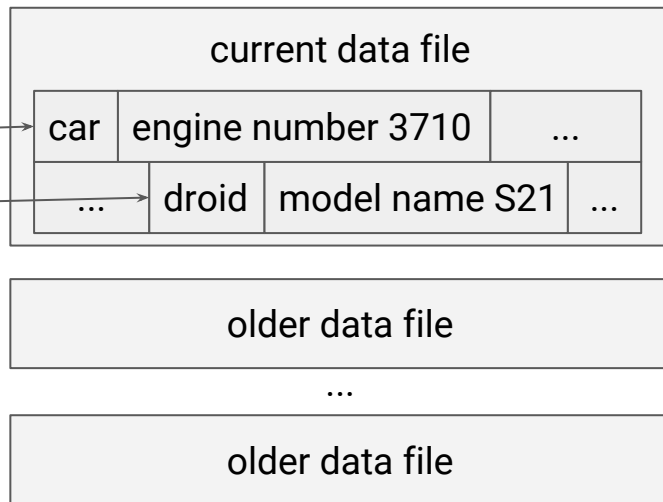 current data file
car engine number 3710 ...
... droid model name S21 ...
older data file
...
older data file